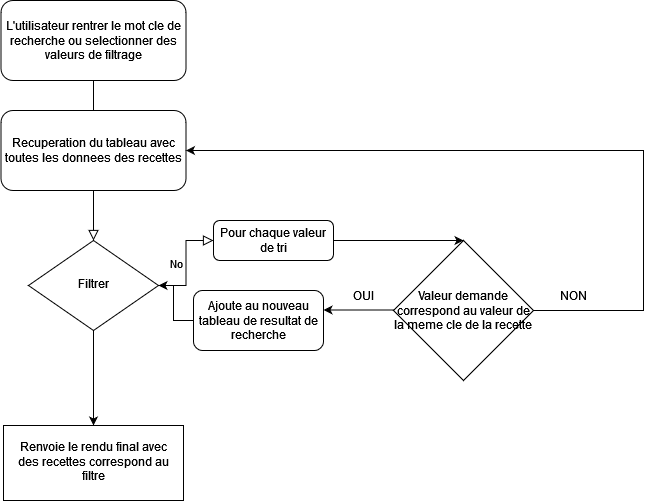 L'utilisateur rentrer le mot cle de
recherche ou selectionner des
valeurs de filtrage
Recuperation du tableau avec
toutes les donnees des recettes
Pour chaque valeur
de tri
No
Filtrer
Ajoute au nouveau
tableau de resultat de
recherche
OUI
Valeur demande
correspond au valeur de
la meme cle de la recette
NON
Renvoie le rendu final avec
des recettes correspond au
filtre